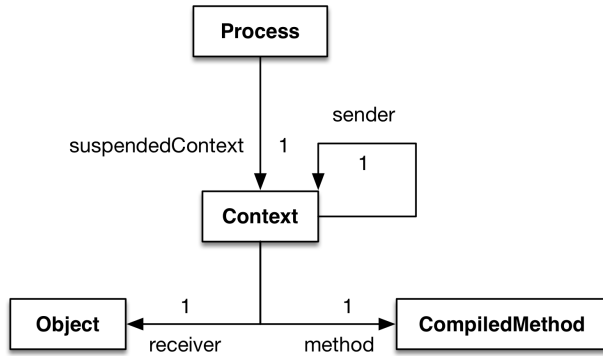 Process
sender
suspendedContext 1
1
Context
1 1
Object
CompiledMethod
receiver method